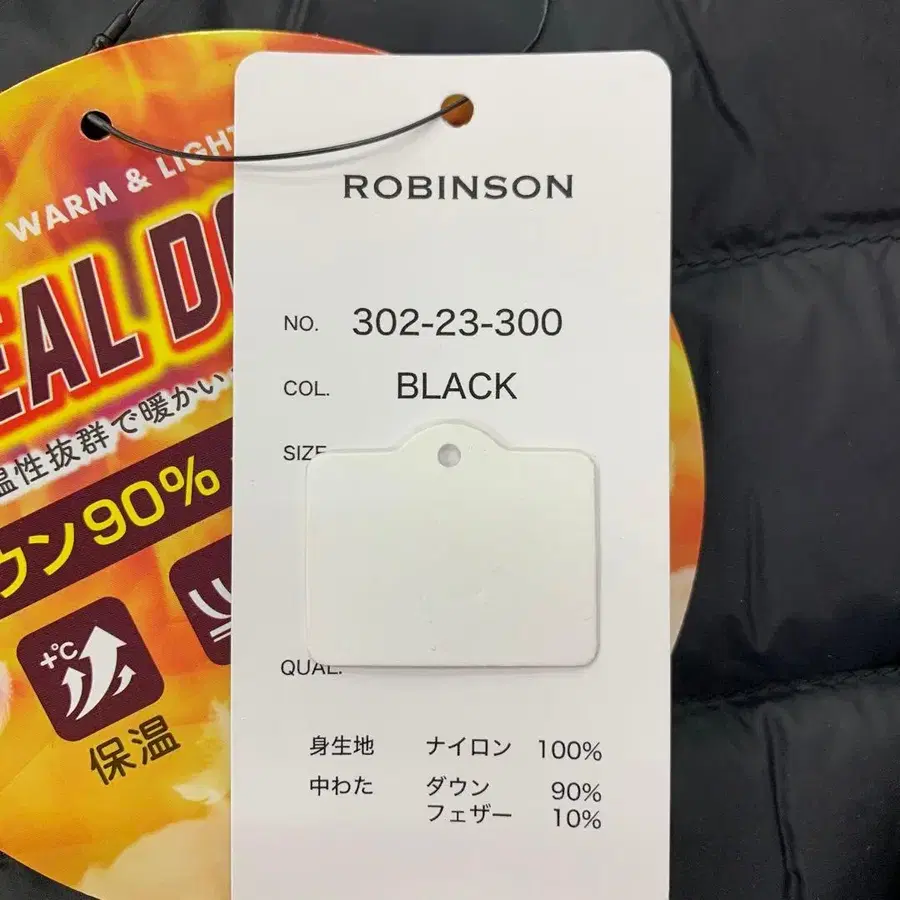 WARM & LIGHT
EAL DO
温性抜群で暖かい
ウン90%
+℃
保温
ROBINSON
NO. 302-23-300
COL. BLACK
SIZE
QUAL.
身生地 ナイロン 100%
中わた ダウン 90%
フェザー 10%